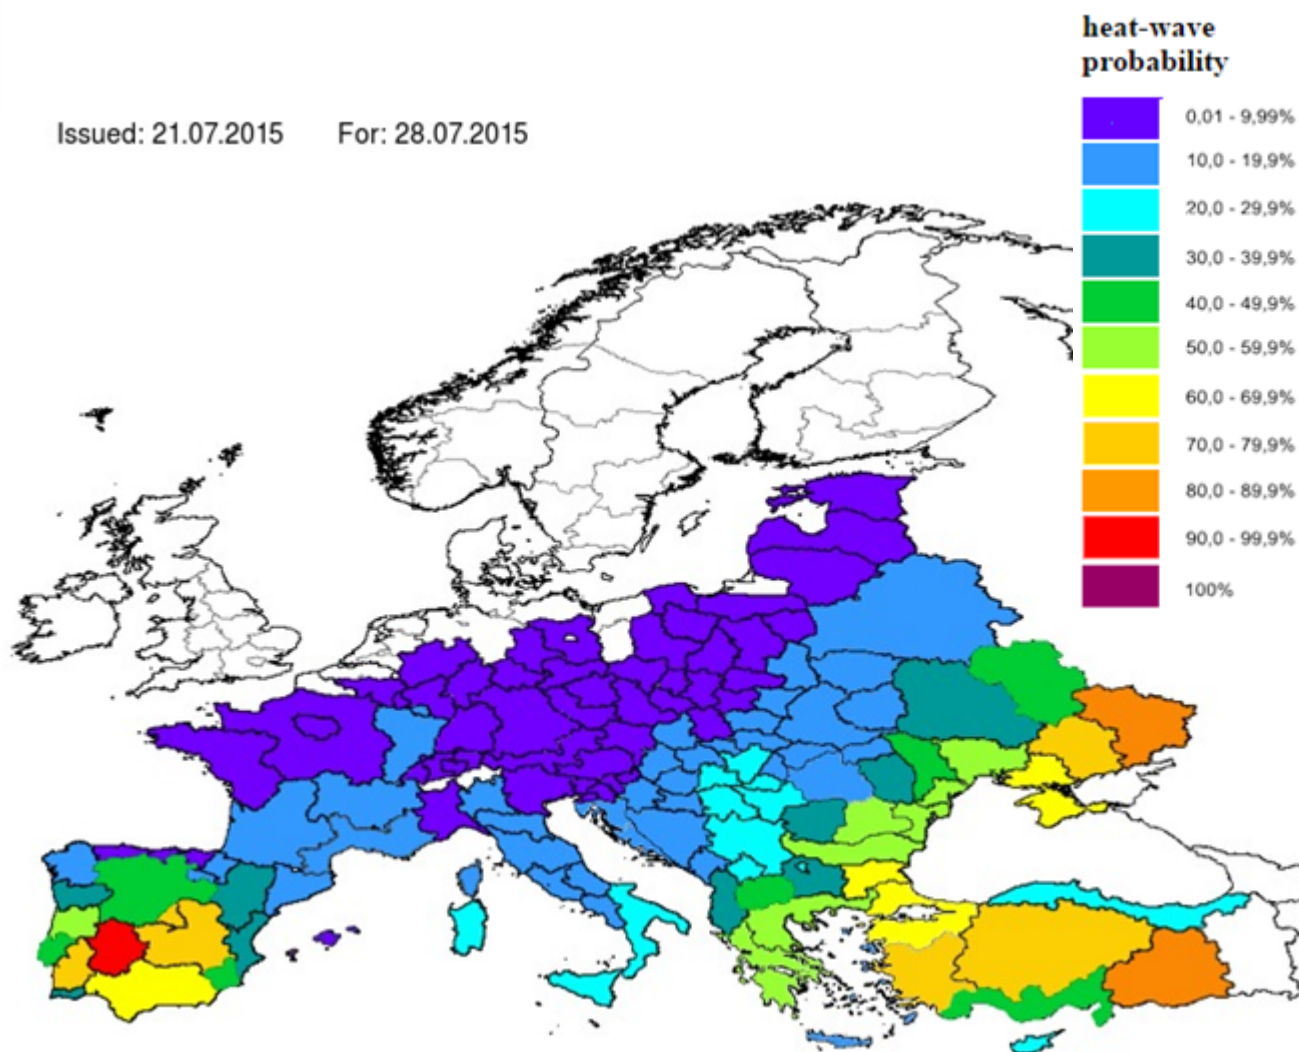 heat-wave
probability
Issued: 21.07.2015 For: 28.07.2015
0,01 - 9,99%
10,0 - 19,9%
20,0 - 29,9%
30,0 - 39,9%
40,0 - 49,9%
50,0 - 59,9%
60,0 - 69,9%
70,0 - 79,9%
80,0 - 89,9%
90,0 - 99,9%
100%